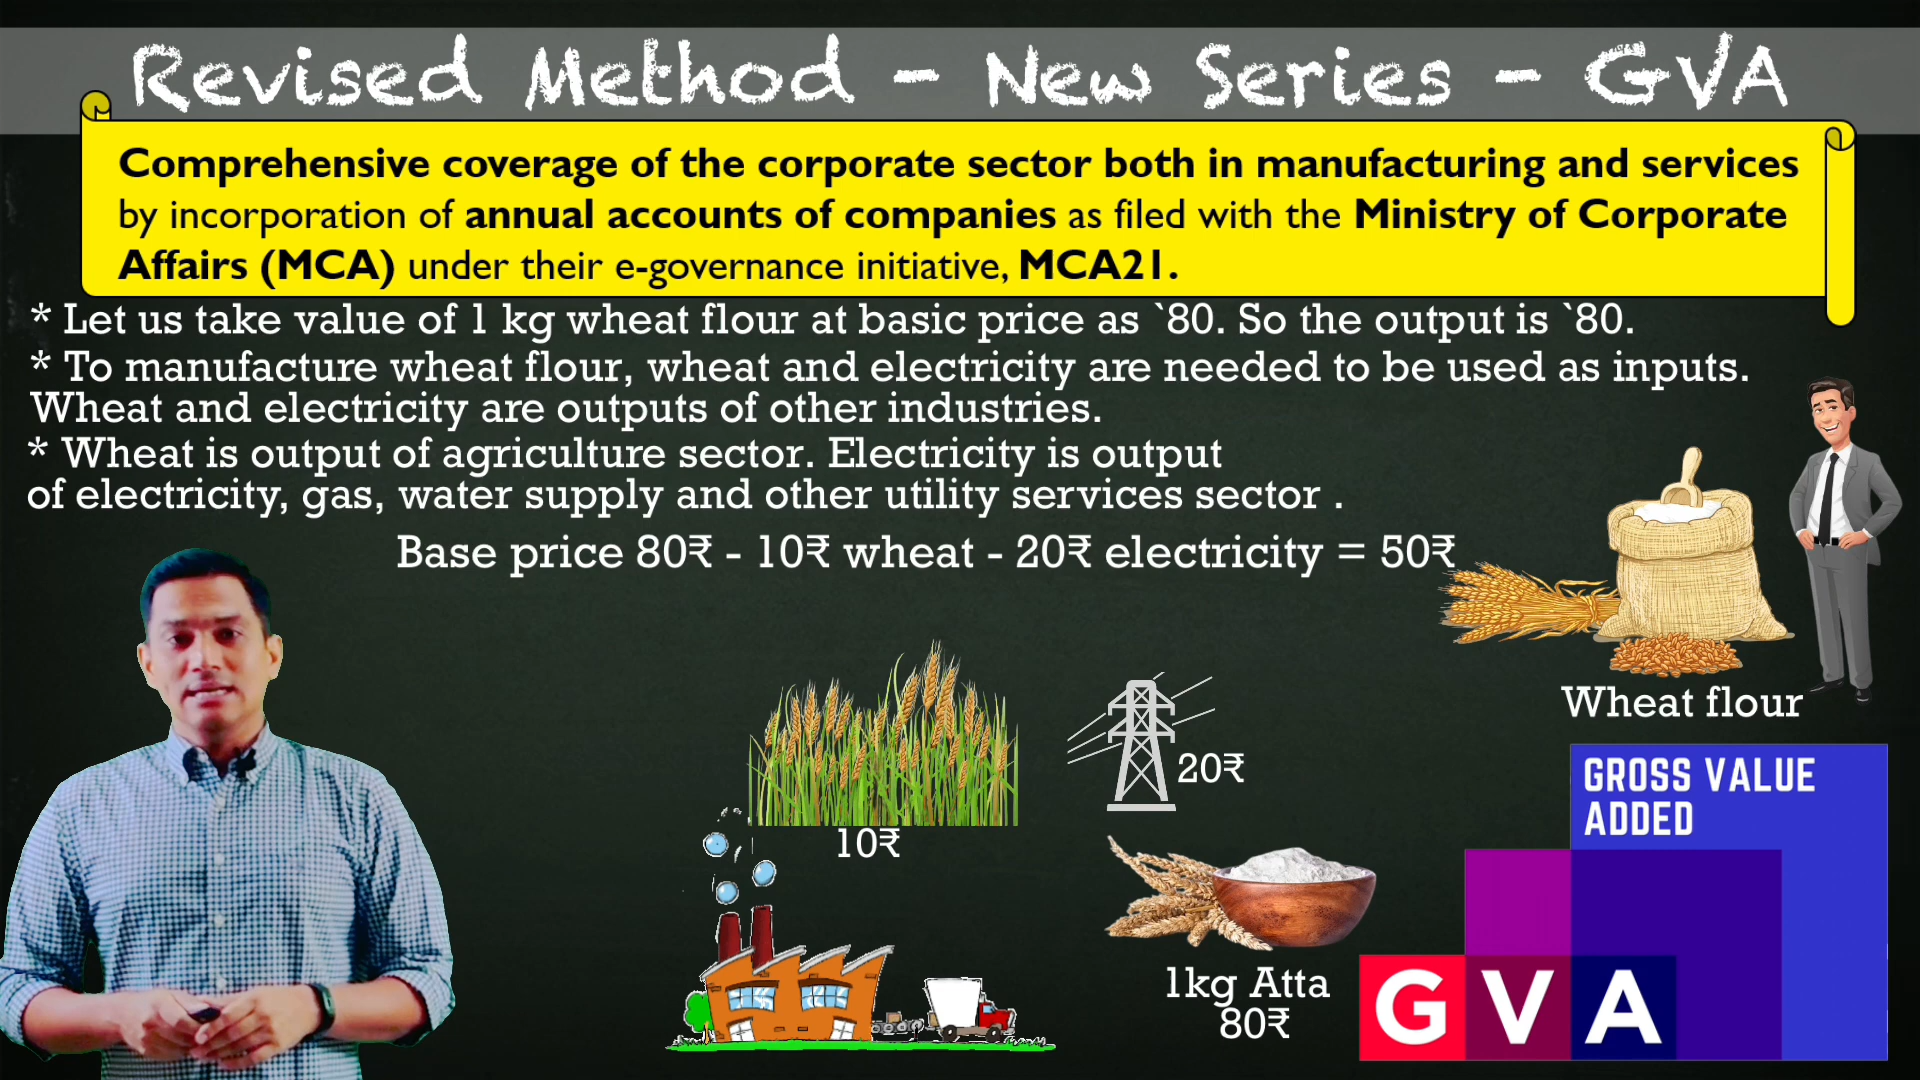 Revised Method - New Series - GVA
Comprehensive coverage of the corporate sector both in manufacturing and services
by incorporation of annual accounts of companies as filed with the Ministry of Corporate
Affairs (MCA) under their e-governance initiative, MCA21.
* Let us take value of 1 kg wheat flour at basic price as `80. So the output is `80.
* To manufacture wheat flour, wheat and electricity are needed to be used as inputs.
Wheat and electricity are outputs of other industries.
* Wheat is output of agriculture sector. Electricity is output
of electricity, gas, water supply and other utility services sector .
Base price 80₹ - 10₹ wheat - 20₹ electricity = 50₹
Wheat flour
20₹
10₹
1kg Atta
80₹
GROSS VALUE
ADDED
GVA